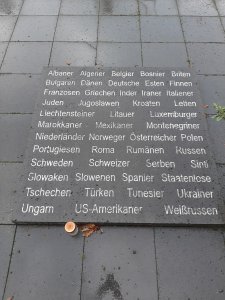 Albaner Algerier Belgier Bosnier Briten
Bulgaren Dänen Deutsche Esten Finnen
Franzosen Griechen Inder Iraner Italiener
Juden Jugoslawen Kroaten Letten
Liechtensteiner Litauer Luxemburger
Marokkaner Mexikaner Montenegriner
Niederländer Norweger Österreicher Polen
Portugiesen Roma Rumänen Russen
Schweden Schweizer Serben Sinti
Slowaken Slowenen Spanier Staatenlose
Tschechen Türken Tunesier Ukrainer
Ungarn US-Amerikaner Weißrussen